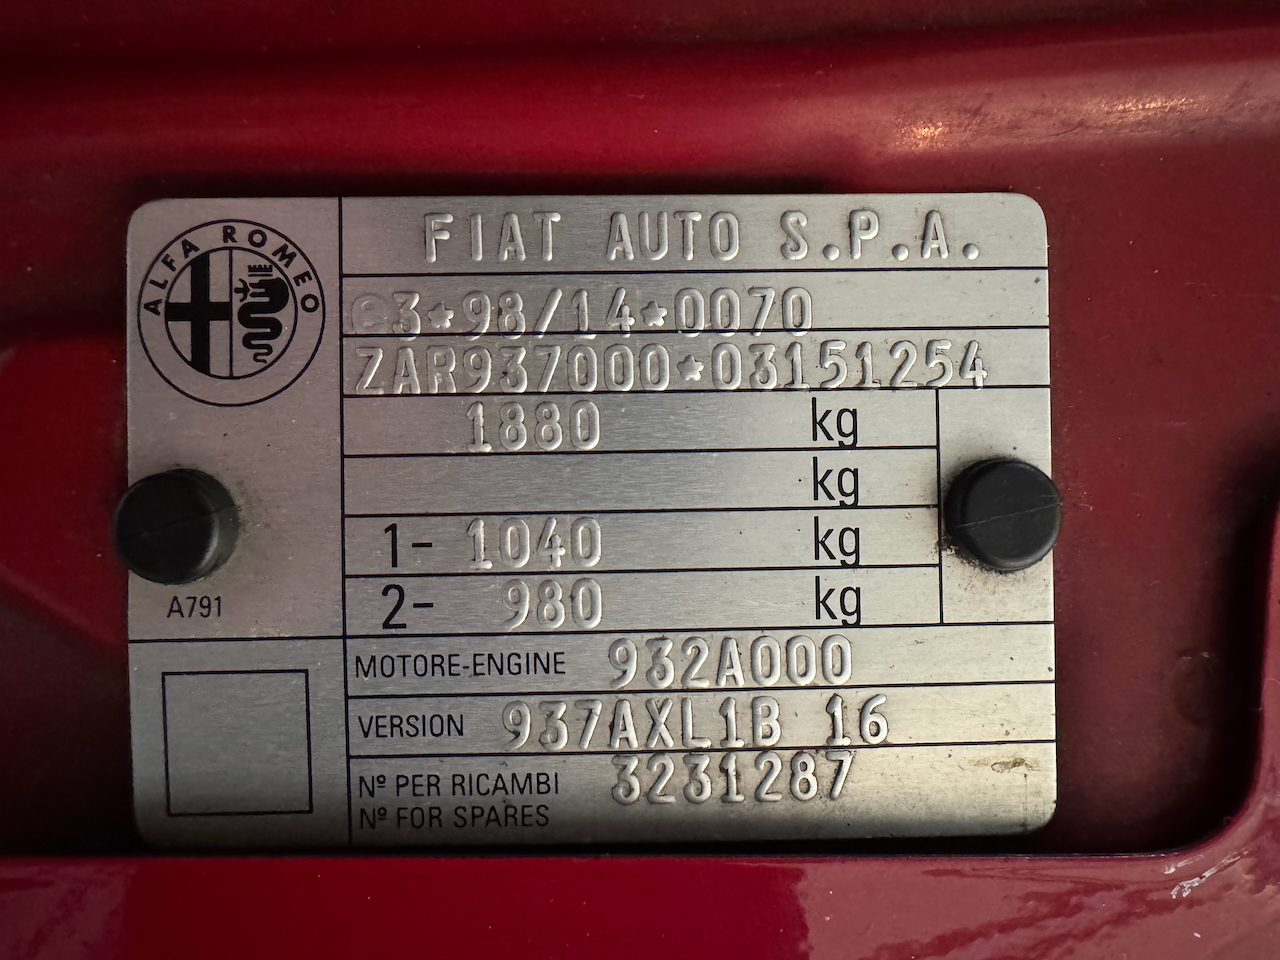 ALFA ROMEO
FIAT AUTO S.P.A.
e3*98/14*0070
ZAR937000*03151254
1880 kg
kg
1- 1040 kg
2- 980 kg
A791
MOTORE-ENGINE 932A000
VERSION 937AXL1B 16
Nº PER RICAMBI 3231287
Nº FOR SPARES